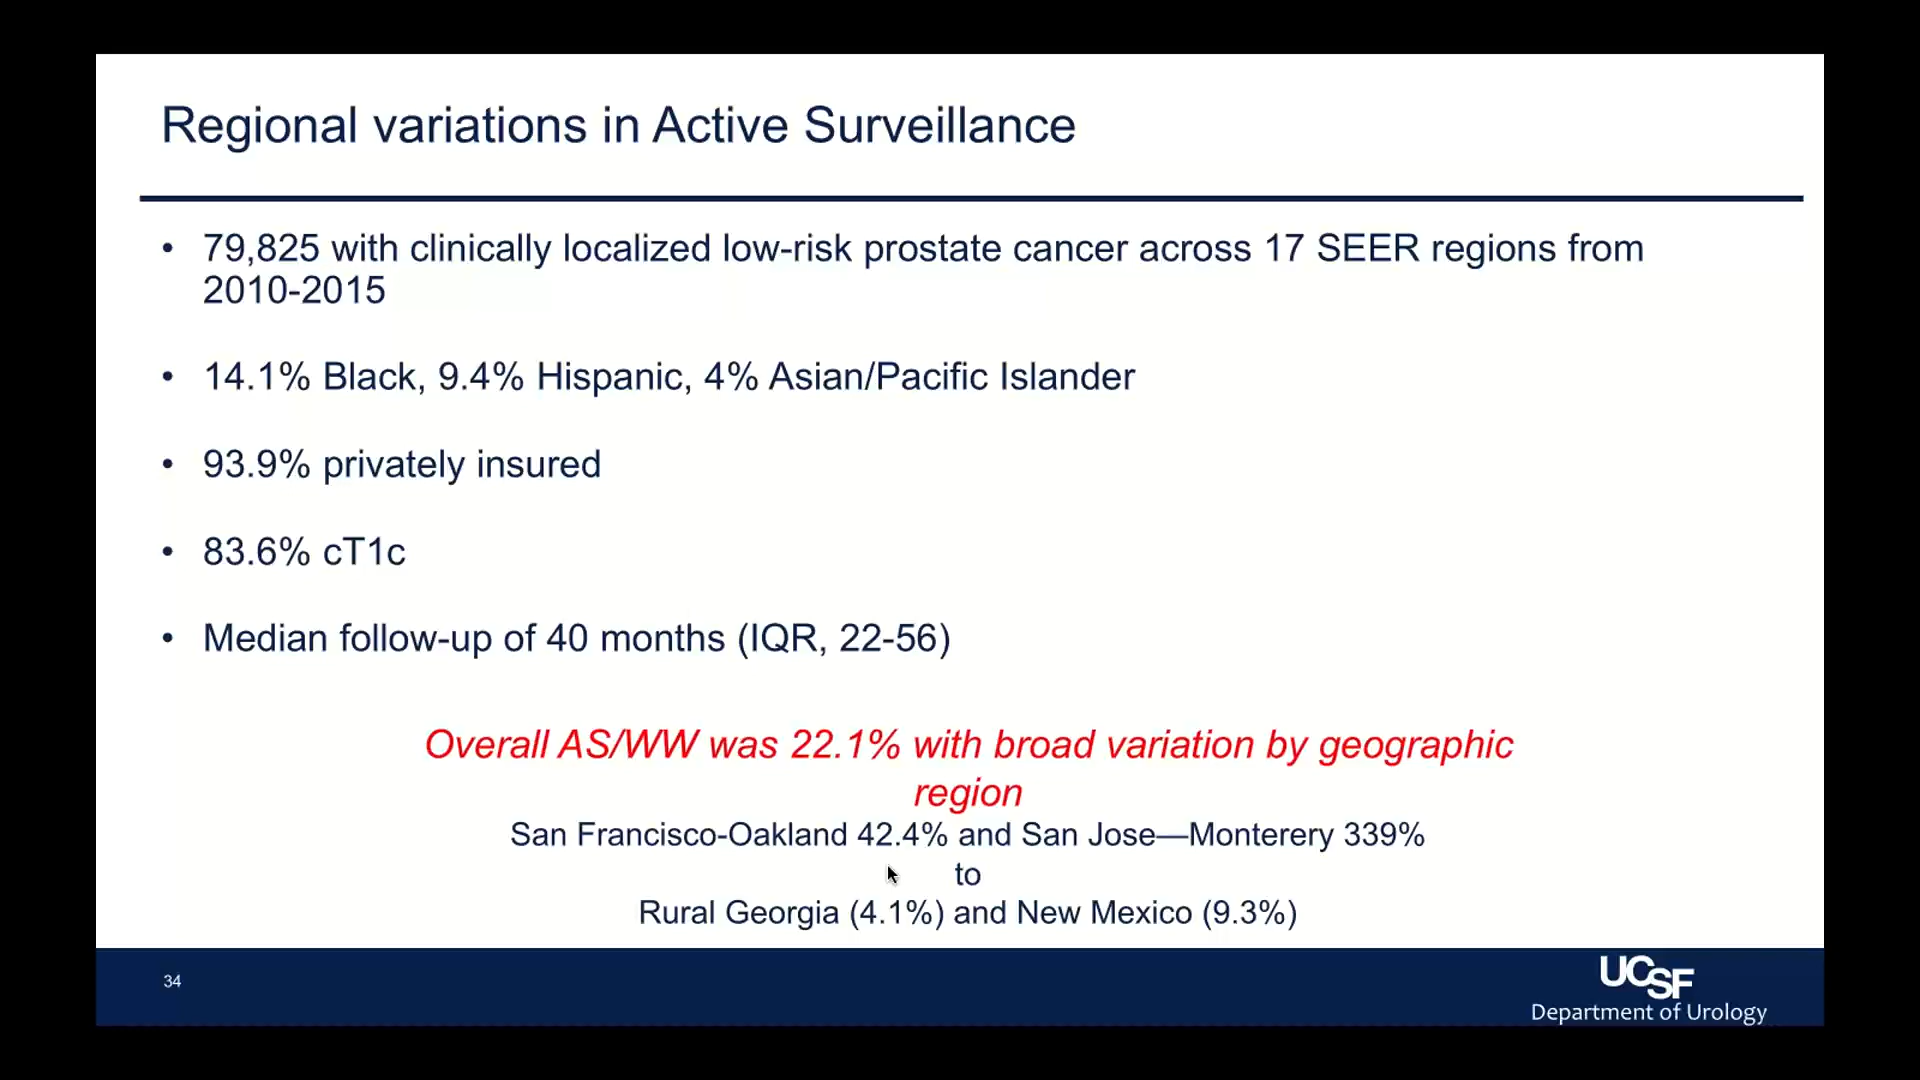 Regional variations in Active Surveillance
• 79,825 with clinically localized low-risk prostate cancer across 17 SEER regions from
2010-2015
• 14.1% Black, 9.4% Hispanic, 4% Asian/Pacific Islander
• 93.9% privately insured
• 83.6% cT1c
• Median follow-up of 40 months (IQR, 22-56)
Overall AS/WW was 22.1% with broad variation by geographic
region
San Francisco-Oakland 42.4% and San Jose—Monterery 339%
to
Rural Georgia (4.1%) and New Mexico (9.3%)
34
UCSF
Department of Urology